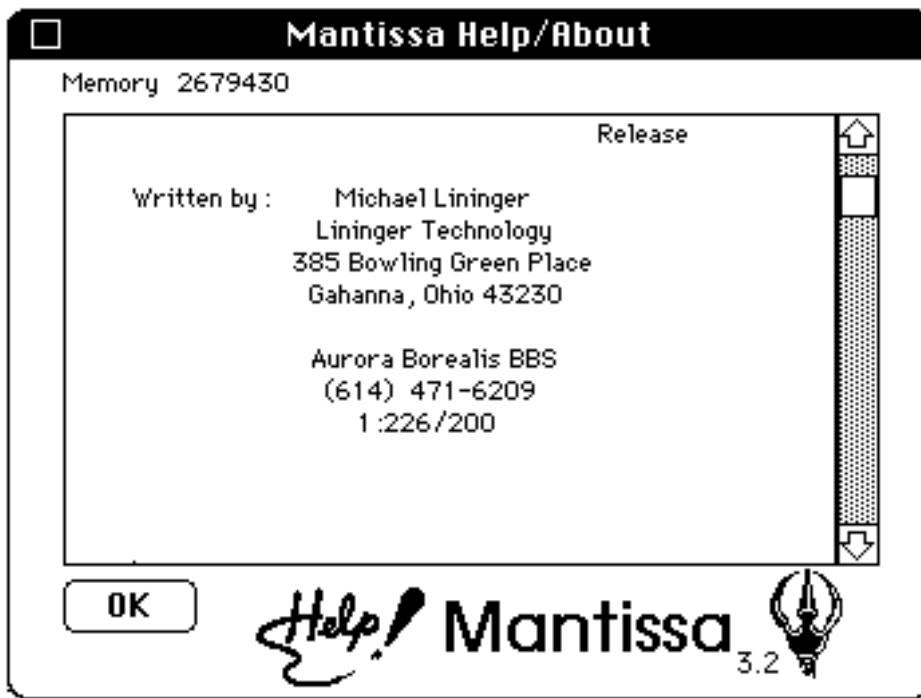 Mantissa Help/About
Memory 2679430
Release
Written by : Michael Lininger
Lininger Technology
385 Bowling Green Place
Gahanna, Ohio 43230
Aurora Borealis BBS
(614) 471-6209
1:226/200
OK
Help! Mantissa 3.2